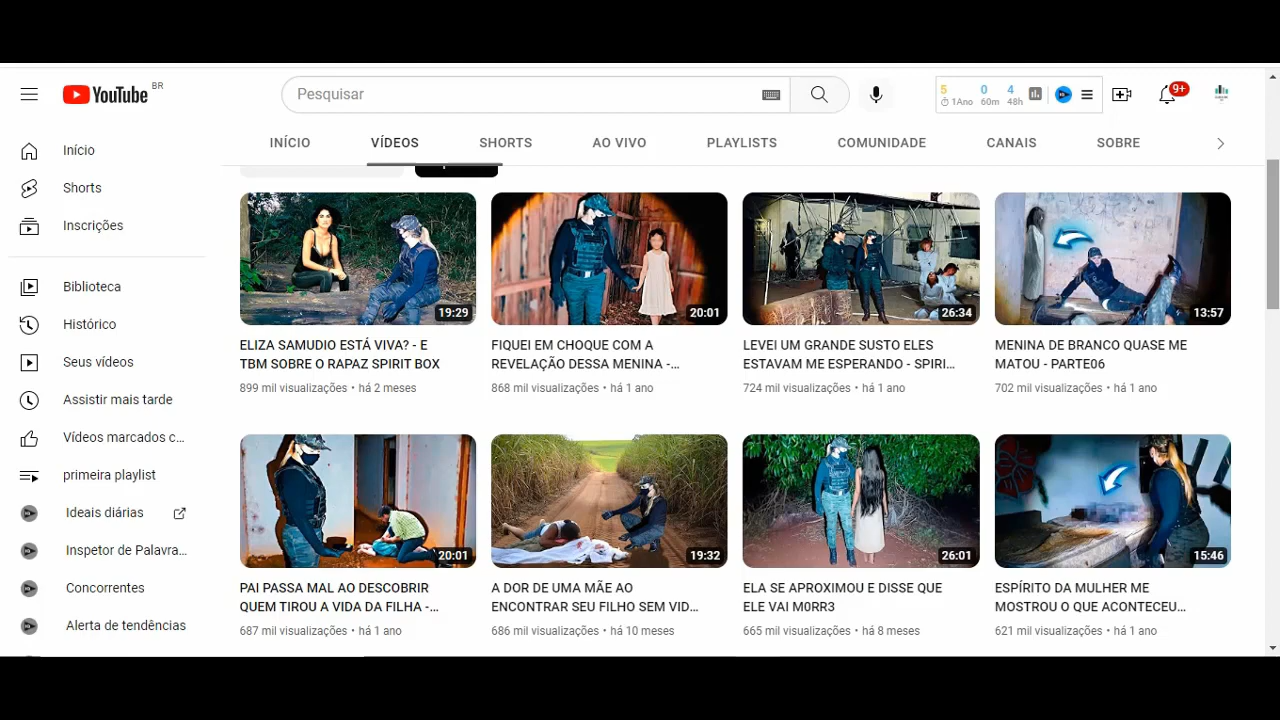 YouTube BR
Pesquisar
5 0 4
1Ano 60m 48h
9+
INÍCIO VÍDEOS SHORTS AO VIVO PLAYLISTS COMUNIDADE CANAIS SOBRE
Início
Shorts
Inscrições
Biblioteca
Histórico
Seus vídeos
Assistir mais tarde
Vídeos marcados c...
primeira playlist
Ideais diárias
Inspetor de Palavra...
Concorrentes
Alerta de tendências
19:29
ELIZA SAMUDIO ESTÁ VIVA? - E
TBM SOBRE O RAPAZ SPIRIT BOX
899 mil visualizações • há 2 meses
20:01
FIQUEI EM CHOQUE COM A
REVELAÇÃO DESSA MENINA -...
868 mil visualizações • há 1 ano
26:34
LEVEI UM GRANDE SUSTO ELES
ESTAVAM ME ESPERANDO - SPIRI...
724 mil visualizações • há 1 ano
13:57
MENINA DE BRANCO QUASE ME
MATOU - PARTE06
702 mil visualizações • há 1 ano
20:01
PAI PASSA MAL AO DESCOBRIR
QUEM TIROU A VIDA DA FILHA -...
687 mil visualizações • há 1 ano
19:32
A DOR DE UMA MÃE AO
ENCONTRAR SEU FILHO SEM VID...
686 mil visualizações • há 10 meses
26:01
ELA SE APROXIMOU E DISSE QUE
ELE VAI M0RR3
665 mil visualizações • há 8 meses
15:46
ESPÍRITO DA MULHER ME
MOSTROU O QUE ACONTECEU...
621 mil visualizações • há 1 ano